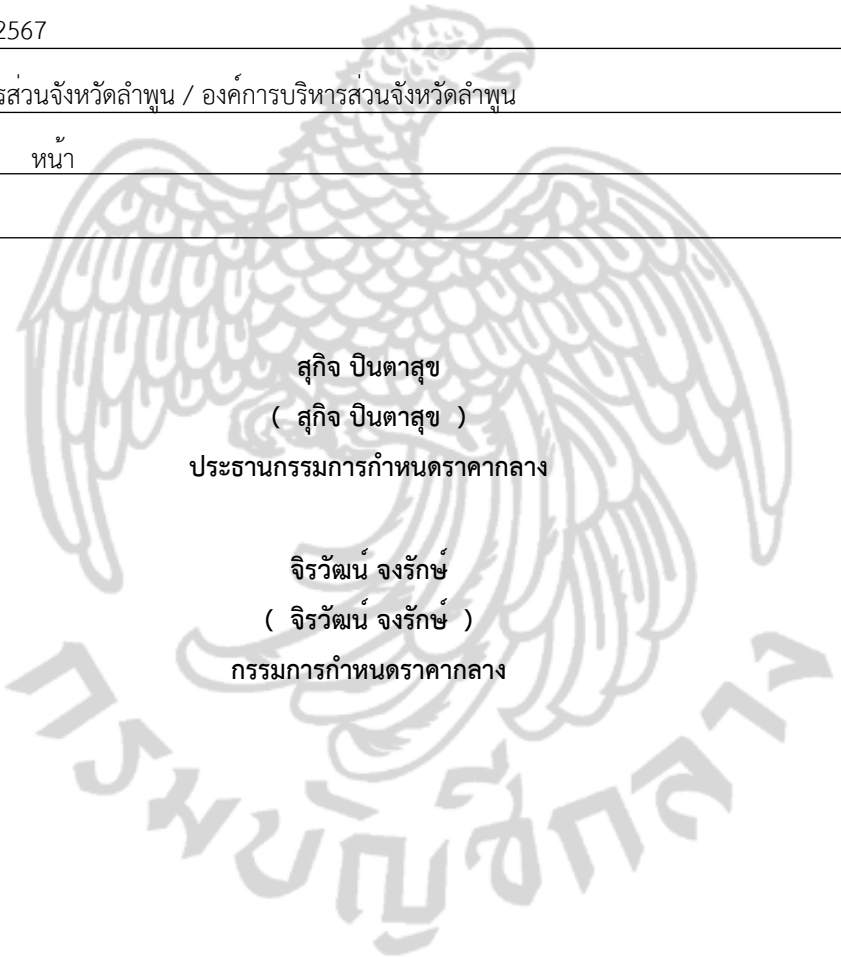 2567
รส่วนจังหวัดลำพูน / องค์การบริหารส่วนจังหวัดลำพูน
หน้า
สุกิจ ปินตาสุข
( สุกิจ ปินตาสุข )
ประธานกรรมการกำหนดราคากลาง
จิรวัฒน์ จงรักษ์
( จิรวัฒน์ จงรักษ์ )
กรรมการกำหนดราคากลาง
กรมบัญชีกลาง